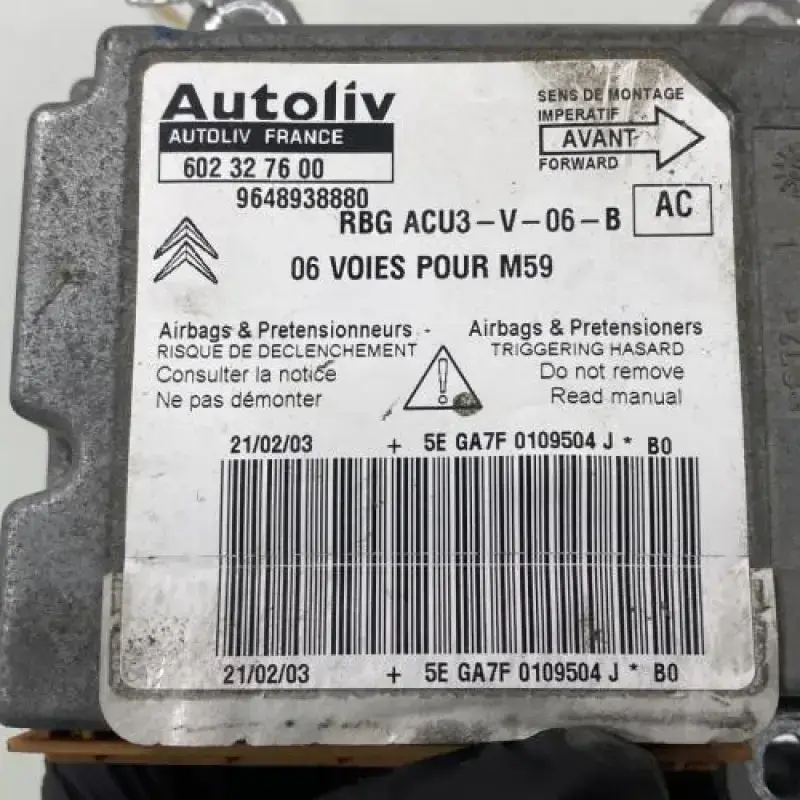 Autoliv
AUTOLIV FRANCE
602 32 76 00
9648938880
SENS DE MONTAGE
IMPERATIF
AVANT
FORWARD
RBG ACU3-V-06-B
AC
06 VOIES POUR M59
Airbags & Pretensionneurs -
RISQUE DE DECLENCHEMENT
Consulter la notice
Ne pas démonter
Airbags & Pretensioners
TRIGGERING HASARD
Do not remove
Read manual
21/02/03 + 5E GA7F 0109504 J * B0
21/02/03 + 5E GA7F 0109504 J * B0